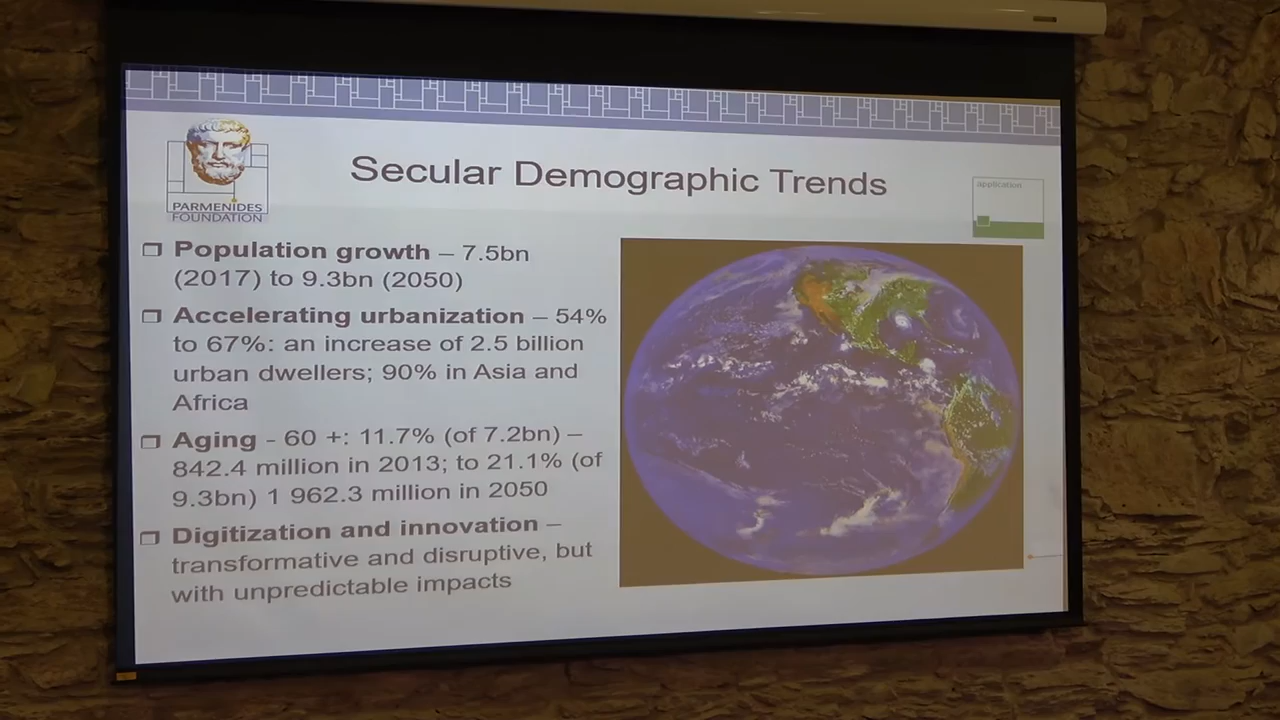 PARMENIDES
FOUNDATION
Secular Demographic Trends
application
Population growth – 7.5bn
(2017) to 9.3bn (2050)
Accelerating urbanization – 54%
to 67%: an increase of 2.5 billion
urban dwellers; 90% in Asia and
Africa
Aging - 60 +: 11.7% (of 7.2bn) –
842.4 million in 2013; to 21.1% (of
9.3bn) 1 962.3 million in 2050
Digitization and innovation –
transformative and disruptive, but
with unpredictable impacts